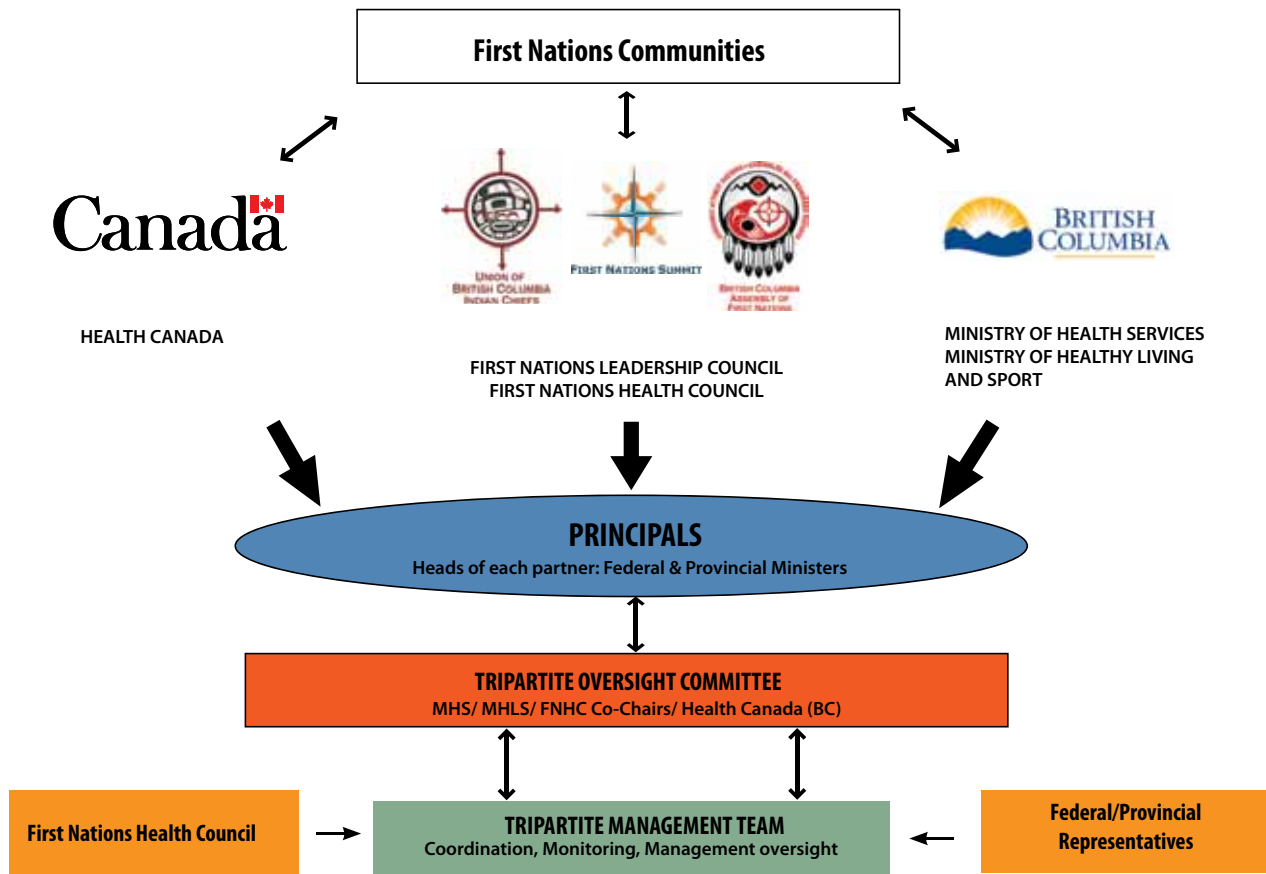 First Nations Communities
Canada
UNION OF
BRITISH COLUMBIA
INDIAN CHIEFS
FIRST NATIONS SUMMIT
BRITISH COLUMBIA
ASSEMBLY OF
FIRST NATIONS
BRITISH
COLUMBIA
HEALTH CANADA
FIRST NATIONS LEADERSHIP COUNCIL
FIRST NATIONS HEALTH COUNCIL
MINISTRY OF HEALTH SERVICES
MINISTRY OF HEALTHY LIVING
AND SPORT
PRINCIPALS
Heads of each partner: Federal & Provincial Ministers
TRIPARTITE OVERSIGHT COMMITTEE
MHS/ MHLS/ FNHC Co-Chairs/ Health Canada (BC)
First Nations Health Council
TRIPARTITE MANAGEMENT TEAM
Coordination, Monitoring, Management oversight
Federal/Provincial
Representatives